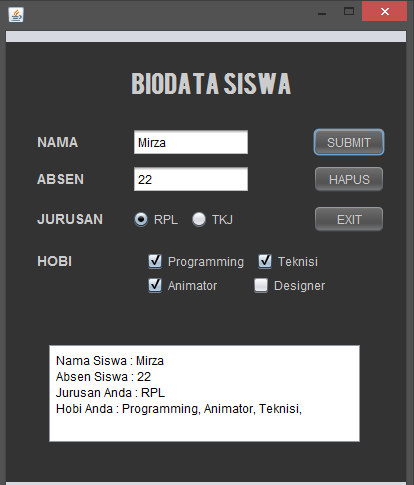 BIODATA SISWA
NAMA Mirza SUBMIT
ABSEN 22 HAPUS
JURUSAN RPL TKJ EXIT
HOBI Programming Teknisi
Animator Designer
Nama Siswa : Mirza
Absen Siswa : 22
Jurusan Anda : RPL
Hobi Anda : Programming, Animator, Teknisi,